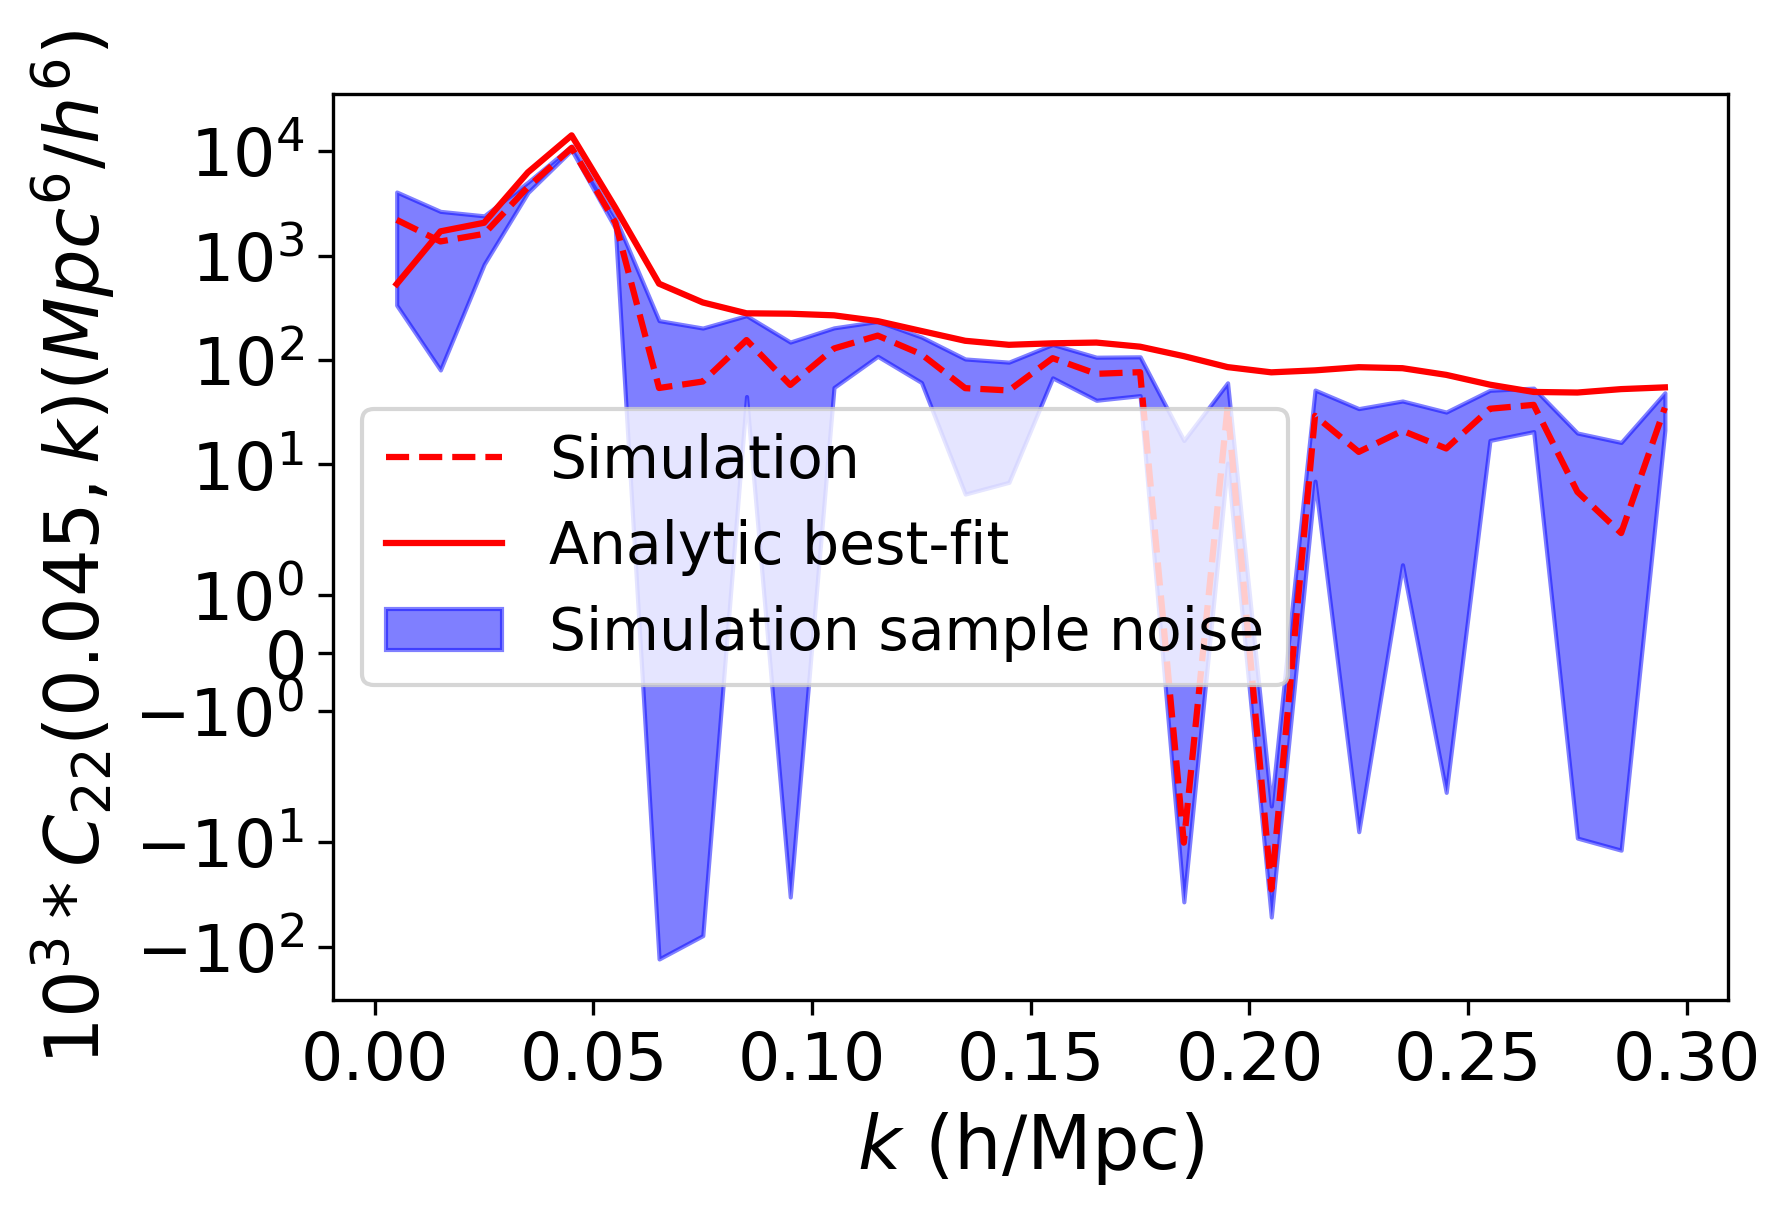 10^4
10^3
10^2
10^1
10^0
0
−10^0
−10^1
−10^2
10^3 * C_22(0.045, k)(Mpc^6/h^6)
Simulation
Analytic best-fit
Simulation sample noise
0.00 0.05 0.10 0.15 0.20 0.25 0.30
k (h/Mpc)